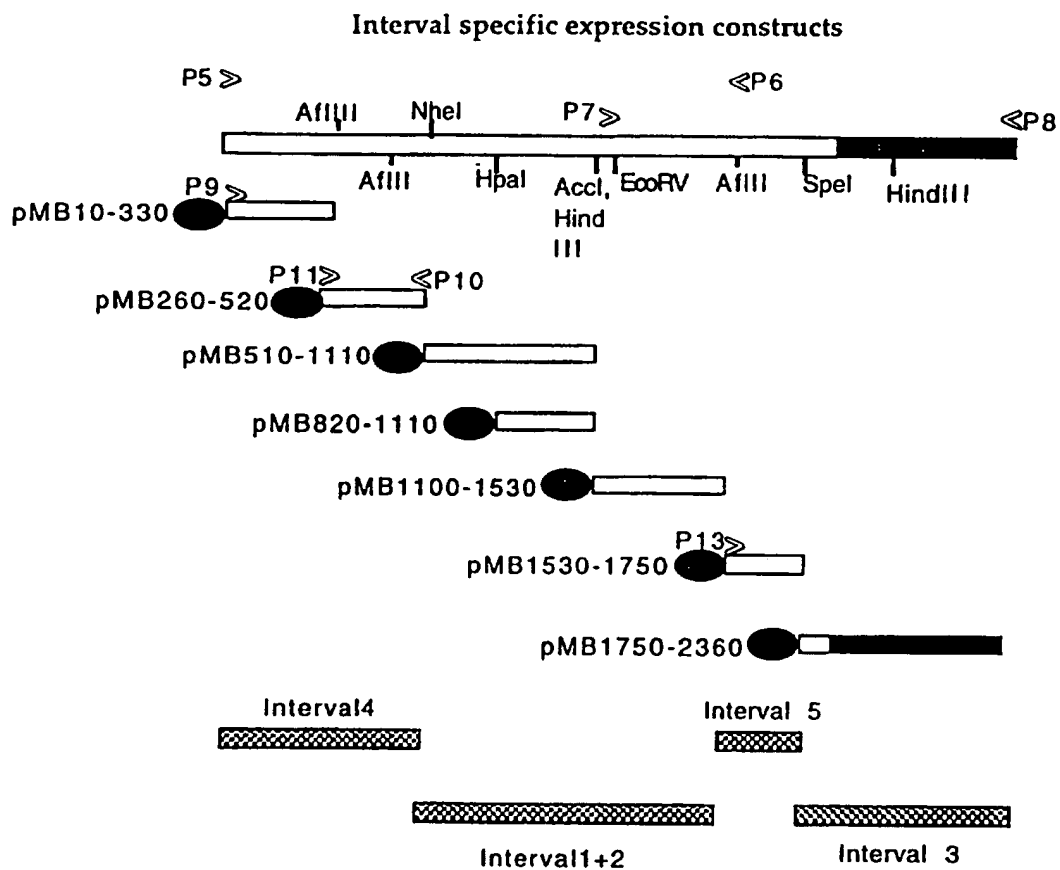 Interval specific expression constructs
P5
P6
AflIII
NheI
P7
P8
AflII
HpaI
AccI,
Hind
III
EcoRV
AflII
SpeI
HindIII
P9
pMB10-330
P11
P10
pMB260-520
pMB510-1110
pMB820-1110
pMB1100-1530
P13
pMB1530-1750
pMB1750-2360
Interval4
Interval 5
Interval1+2
Interval 3